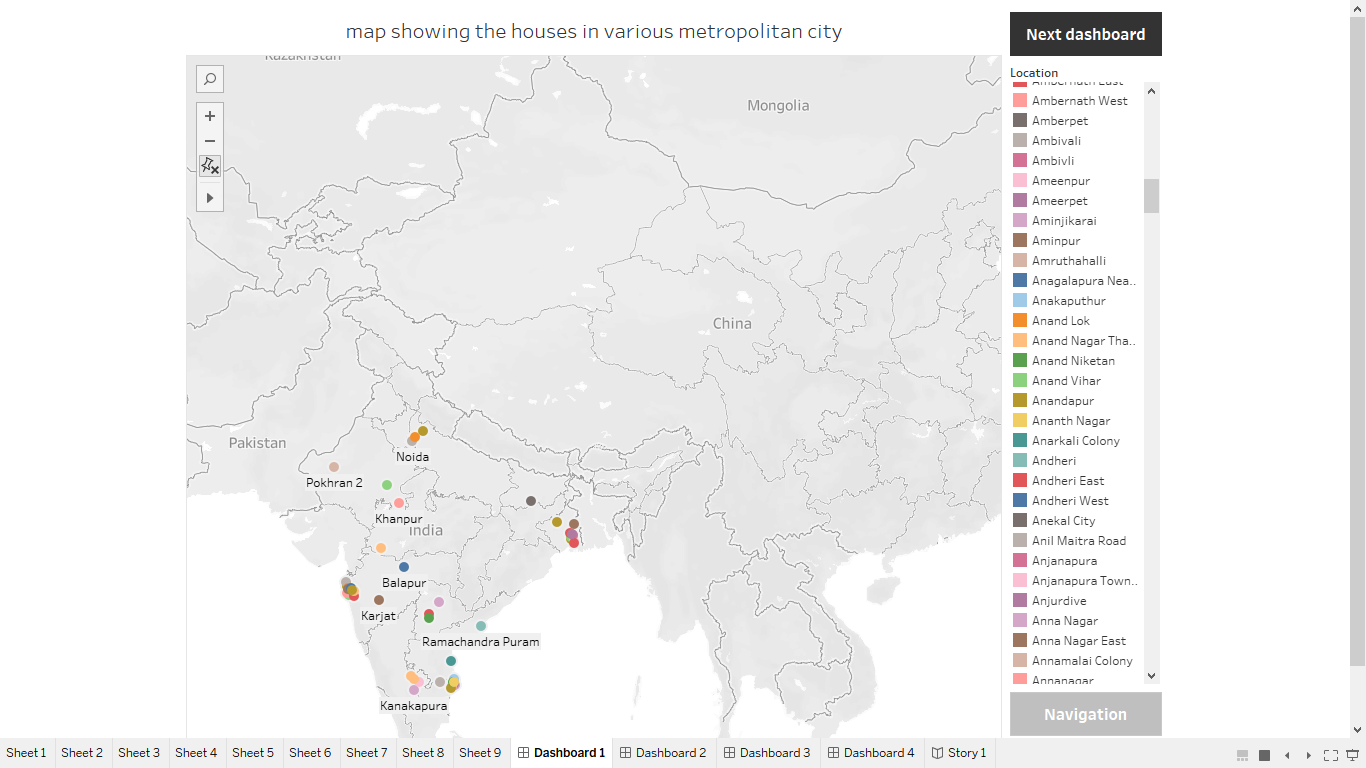 map showing the houses in various metropolitan city
Next dashboard
Kazakhstan
Mongolia
China
Pakistan
India
Noida
Pokhran 2
Khanpur
Balapur
Karjat
Ramachandra Puram
Kanakapura
Location
Ambernath East
Ambernath West
Amberpet
Ambivali
Ambivli
Ameenpur
Ameerpet
Aminjikarai
Aminpur
Amruthahalli
Anagalapura Nea..
Anakaputhur
Anand Lok
Anand Nagar Tha..
Anand Niketan
Anand Vihar
Anandapur
Ananth Nagar
Anarkali Colony
Andheri
Andheri East
Andheri West
Anekal City
Anil Maitra Road
Anjanapura
Anjanapura Town..
Anjurdive
Anna Nagar
Anna Nagar East
Annamalai Colony
Annanagar
Navigation
Sheet 1 Sheet 2 Sheet 3 Sheet 4 Sheet 5 Sheet 6 Sheet 7 Sheet 8 Sheet 9 Dashboard 1 Dashboard 2 Dashboard 3 Dashboard 4 Story 1